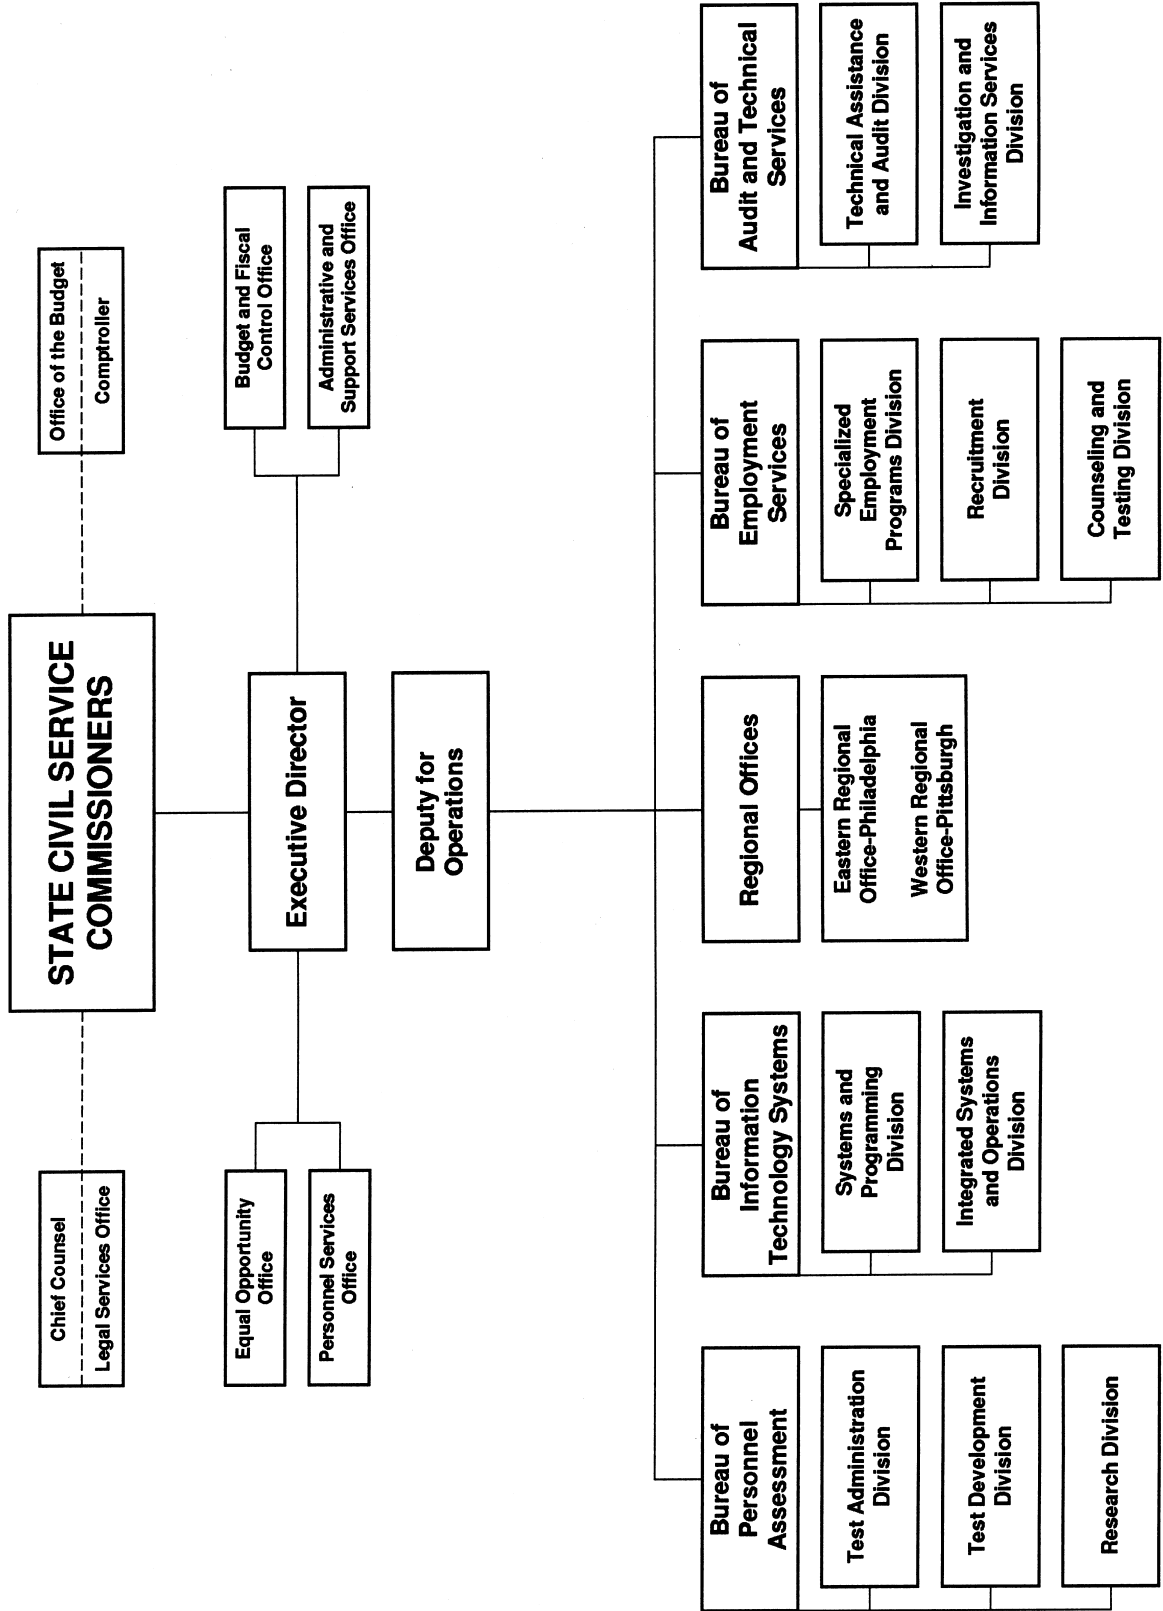 STATE CIVIL SERVICE
COMMISSIONERS
Chief Counsel
Legal Services Office
Office of the Budget
Comptroller
Executive Director
Equal Opportunity
Office
Personnel Services
Office
Budget and Fiscal
Control Office
Administrative and
Support Services Office
Deputy for
Operations
Bureau of
Personnel
Assessment
Test Administration
Division
Test Development
Division
Research Division
Bureau of
Information
Technology Systems
Systems and
Programming
Division
Integrated Systems
and Operations
Division
Regional Offices
Eastern Regional
Office-Philadelphia
Western Regional
Office-Pittsburgh
Bureau of
Employment
Services
Specialized
Employment
Programs Division
Recruitment
Division
Counseling and
Testing Division
Bureau of
Audit and Technical
Services
Technical Assistance
and Audit Division
Investigation and
Information Services
Division